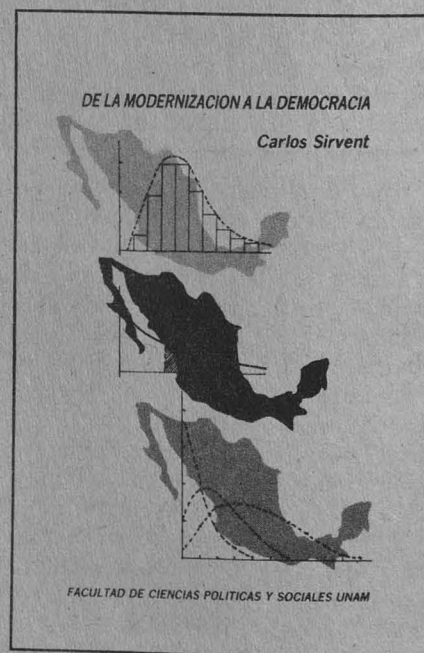 DE LA MODERNIZACION A LA DEMOCRACIA
Carlos Sirvent
FACULTAD DE CIENCIAS POLITICAS Y SOCIALES UNAM